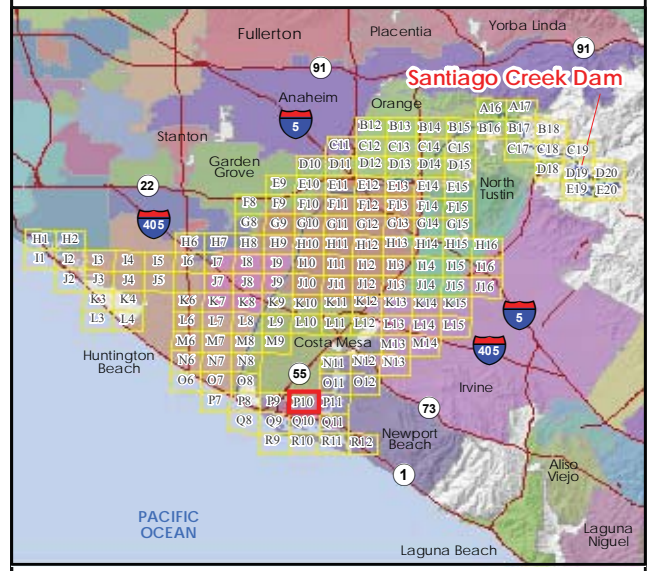 Fullerton
Placentia
Yorba Linda
91
91
Santiago Creek Dam
Anaheim
Orange
A16 A17
5
B12 B13 B14 B15 B16 B17 B18
Stanton
C11 C12 C13 C14 C15 C17 C18 C19
Garden
Grove
D10 D11 D12 D13 D14 D15 D18 D19 D20
22
E9 E10 E11 E12 E13 E14 E15 E19 E20
North
Tustin
F8 F9 F10 F11 F12 F13 F14 F15
405
G8 G9 G10 G11 G12 G13 G14 G15
H1 H2 H6 H7 H8 H9 H10 H11 H12 H13 H14 H15 H16
I1 I2 I3 I4 I5 I6 I7 I8 I9 I10 I11 I12 I13 I14 I15 I16
J2 J3 J4 J5 J7 J8 J9 J10 J11 J12 J13 J14 J15 J16
K3 K4 K6 K7 K8 K9 K10 K11 K12 K13 K14 K15
5
L3 L4 L6 L7 L8 L9 L10 L11 L12 L13 L14 L15
M6 M7 M8 M9 Costa Mesa M13 M14
405
Huntington
Beach
N6 N7 N8 N11 N12 N13
55
O6 O7 O8 O11 O12
Irvine
P7 P8 P9 P10 P11
73
Q8 Q9 Q10 Q11
Newport
Beach
R9 R10 R11 R12
1
Aliso
Viejo
PACIFIC
OCEAN
Laguna
Niguel
Laguna Beach